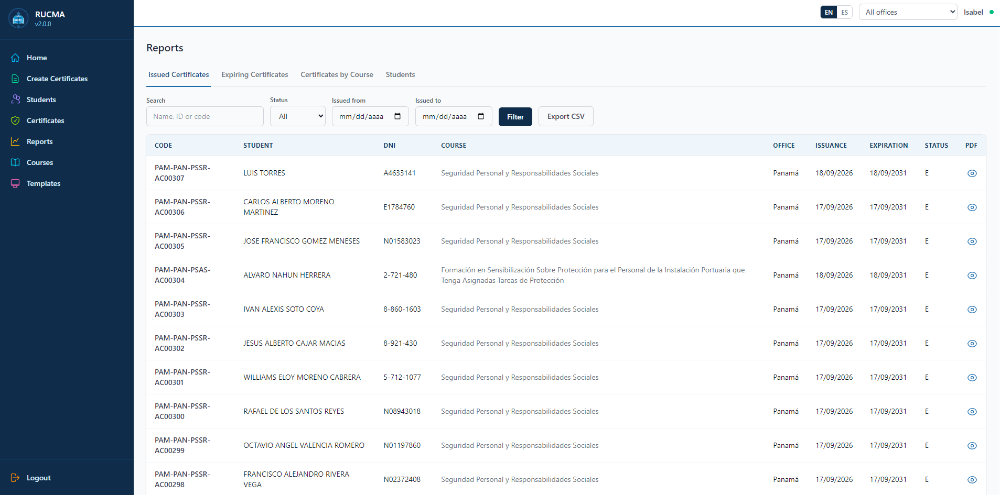 RUCMA
v2.0.0
Home
Create Certificates
Students
Certificates
Reports
Courses
Templates
Logout
EN ES All offices Isabel
Reports
Issued Certificates Expiring Certificates Certificates by Course Students
Search Status Issued from Issued to
Name, ID or code All mm/dd/aaaa mm/dd/aaaa Filter Export CSV
CODE STUDENT DNI COURSE OFFICE ISSUANCE EXPIRATION STATUS PDF
PAM-PAN-PSSR-
AC00307 LUIS TORRES A4633141 Seguridad Personal y Responsabilidades Sociales Panamá 18/09/2026 18/09/2031 E
PAM-PAN-PSSR-
AC00306 CARLOS ALBERTO MORENO
MARTINEZ E1784760 Seguridad Personal y Responsabilidades Sociales Panamá 17/09/2026 17/09/2031 E
PAM-PAN-PSSR-
AC00305 JOSE FRANCISCO GOMEZ MENESES N01583023 Seguridad Personal y Responsabilidades Sociales Panamá 17/09/2026 17/09/2031 E
PAM-PAN-PSAS-
AC00304 ALVARO NAHUN HERRERA 2-721-480 Formación en Sensibilización Sobre Protección para el Personal de la Instalación Portuaria que
Tenga Asignadas Tareas de Protección Panamá 18/09/2026 18/09/2031 E
PAM-PAN-PSSR-
AC00303 IVAN ALEXIS SOTO COYA 8-860-1603 Seguridad Personal y Responsabilidades Sociales Panamá 17/09/2026 17/09/2031 E
PAM-PAN-PSSR-
AC00302 JESUS ALBERTO CAJAR MACIAS 8-921-430 Seguridad Personal y Responsabilidades Sociales Panamá 17/09/2026 17/09/2031 E
PAM-PAN-PSSR-
AC00301 WILLIAMS ELOY MORENO CABRERA 5-712-1077 Seguridad Personal y Responsabilidades Sociales Panamá 17/09/2026 17/09/2031 E
PAM-PAN-PSSR-
AC00300 RAFAEL DE LOS SANTOS REYES N08943018 Seguridad Personal y Responsabilidades Sociales Panamá 17/09/2026 17/09/2031 E
PAM-PAN-PSSR-
AC00299 OCTAVIO ANGEL VALENCIA ROMERO N01197860 Seguridad Personal y Responsabilidades Sociales Panamá 17/09/2026 17/09/2031 E
PAM-PAN-PSSR-
AC00298 FRANCISCO ALEJANDRO RIVERA
VEGA N02372408 Seguridad Personal y Responsabilidades Sociales Panamá 17/09/2026 17/09/2031 E